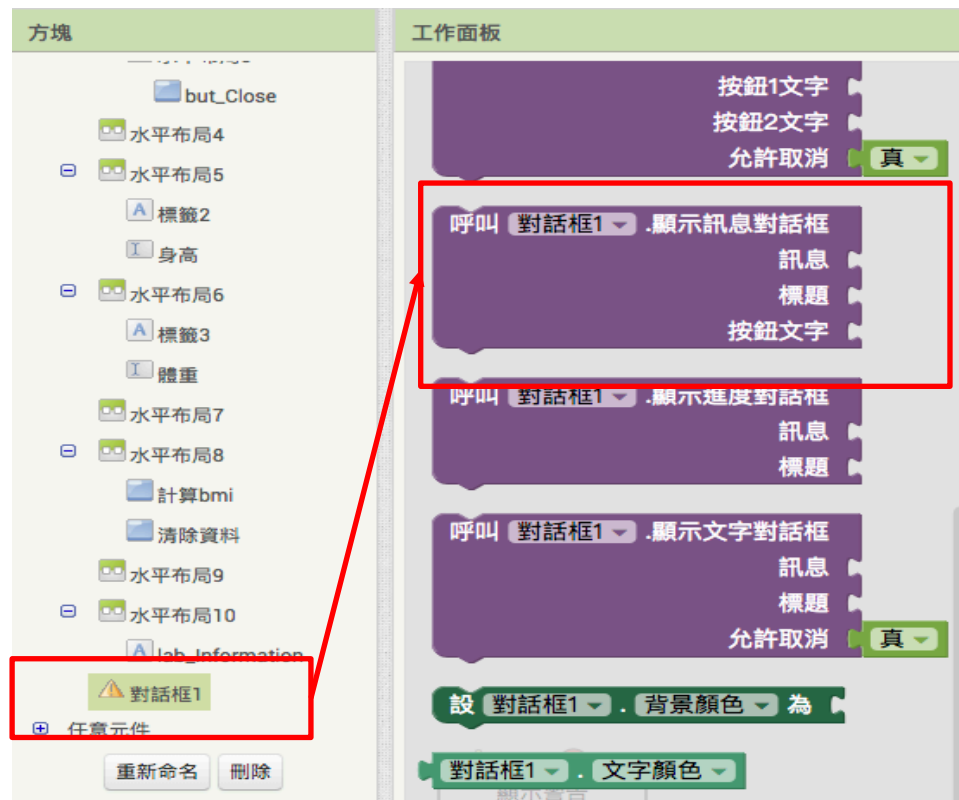 方塊
but_Close
水平布局4
水平布局5
標籤2
身高
水平布局6
標籤3
體重
水平布局7
水平布局8
計算bmi
清除資料
水平布局9
水平布局10
lab_Information
對話框1
任意元件
重新命名 刪除
工作面板
按鈕1文字
按鈕2文字
允許取消 真
呼叫 對話框1 .顯示訊息對話框
訊息
標題
按鈕文字
呼叫 對話框1 .顯示進度對話框
訊息
標題
呼叫 對話框1 .顯示文字對話框
訊息
標題
允許取消 真
設 對話框1 . 背景顏色 為
對話框1 . 文字顏色
顯示警告